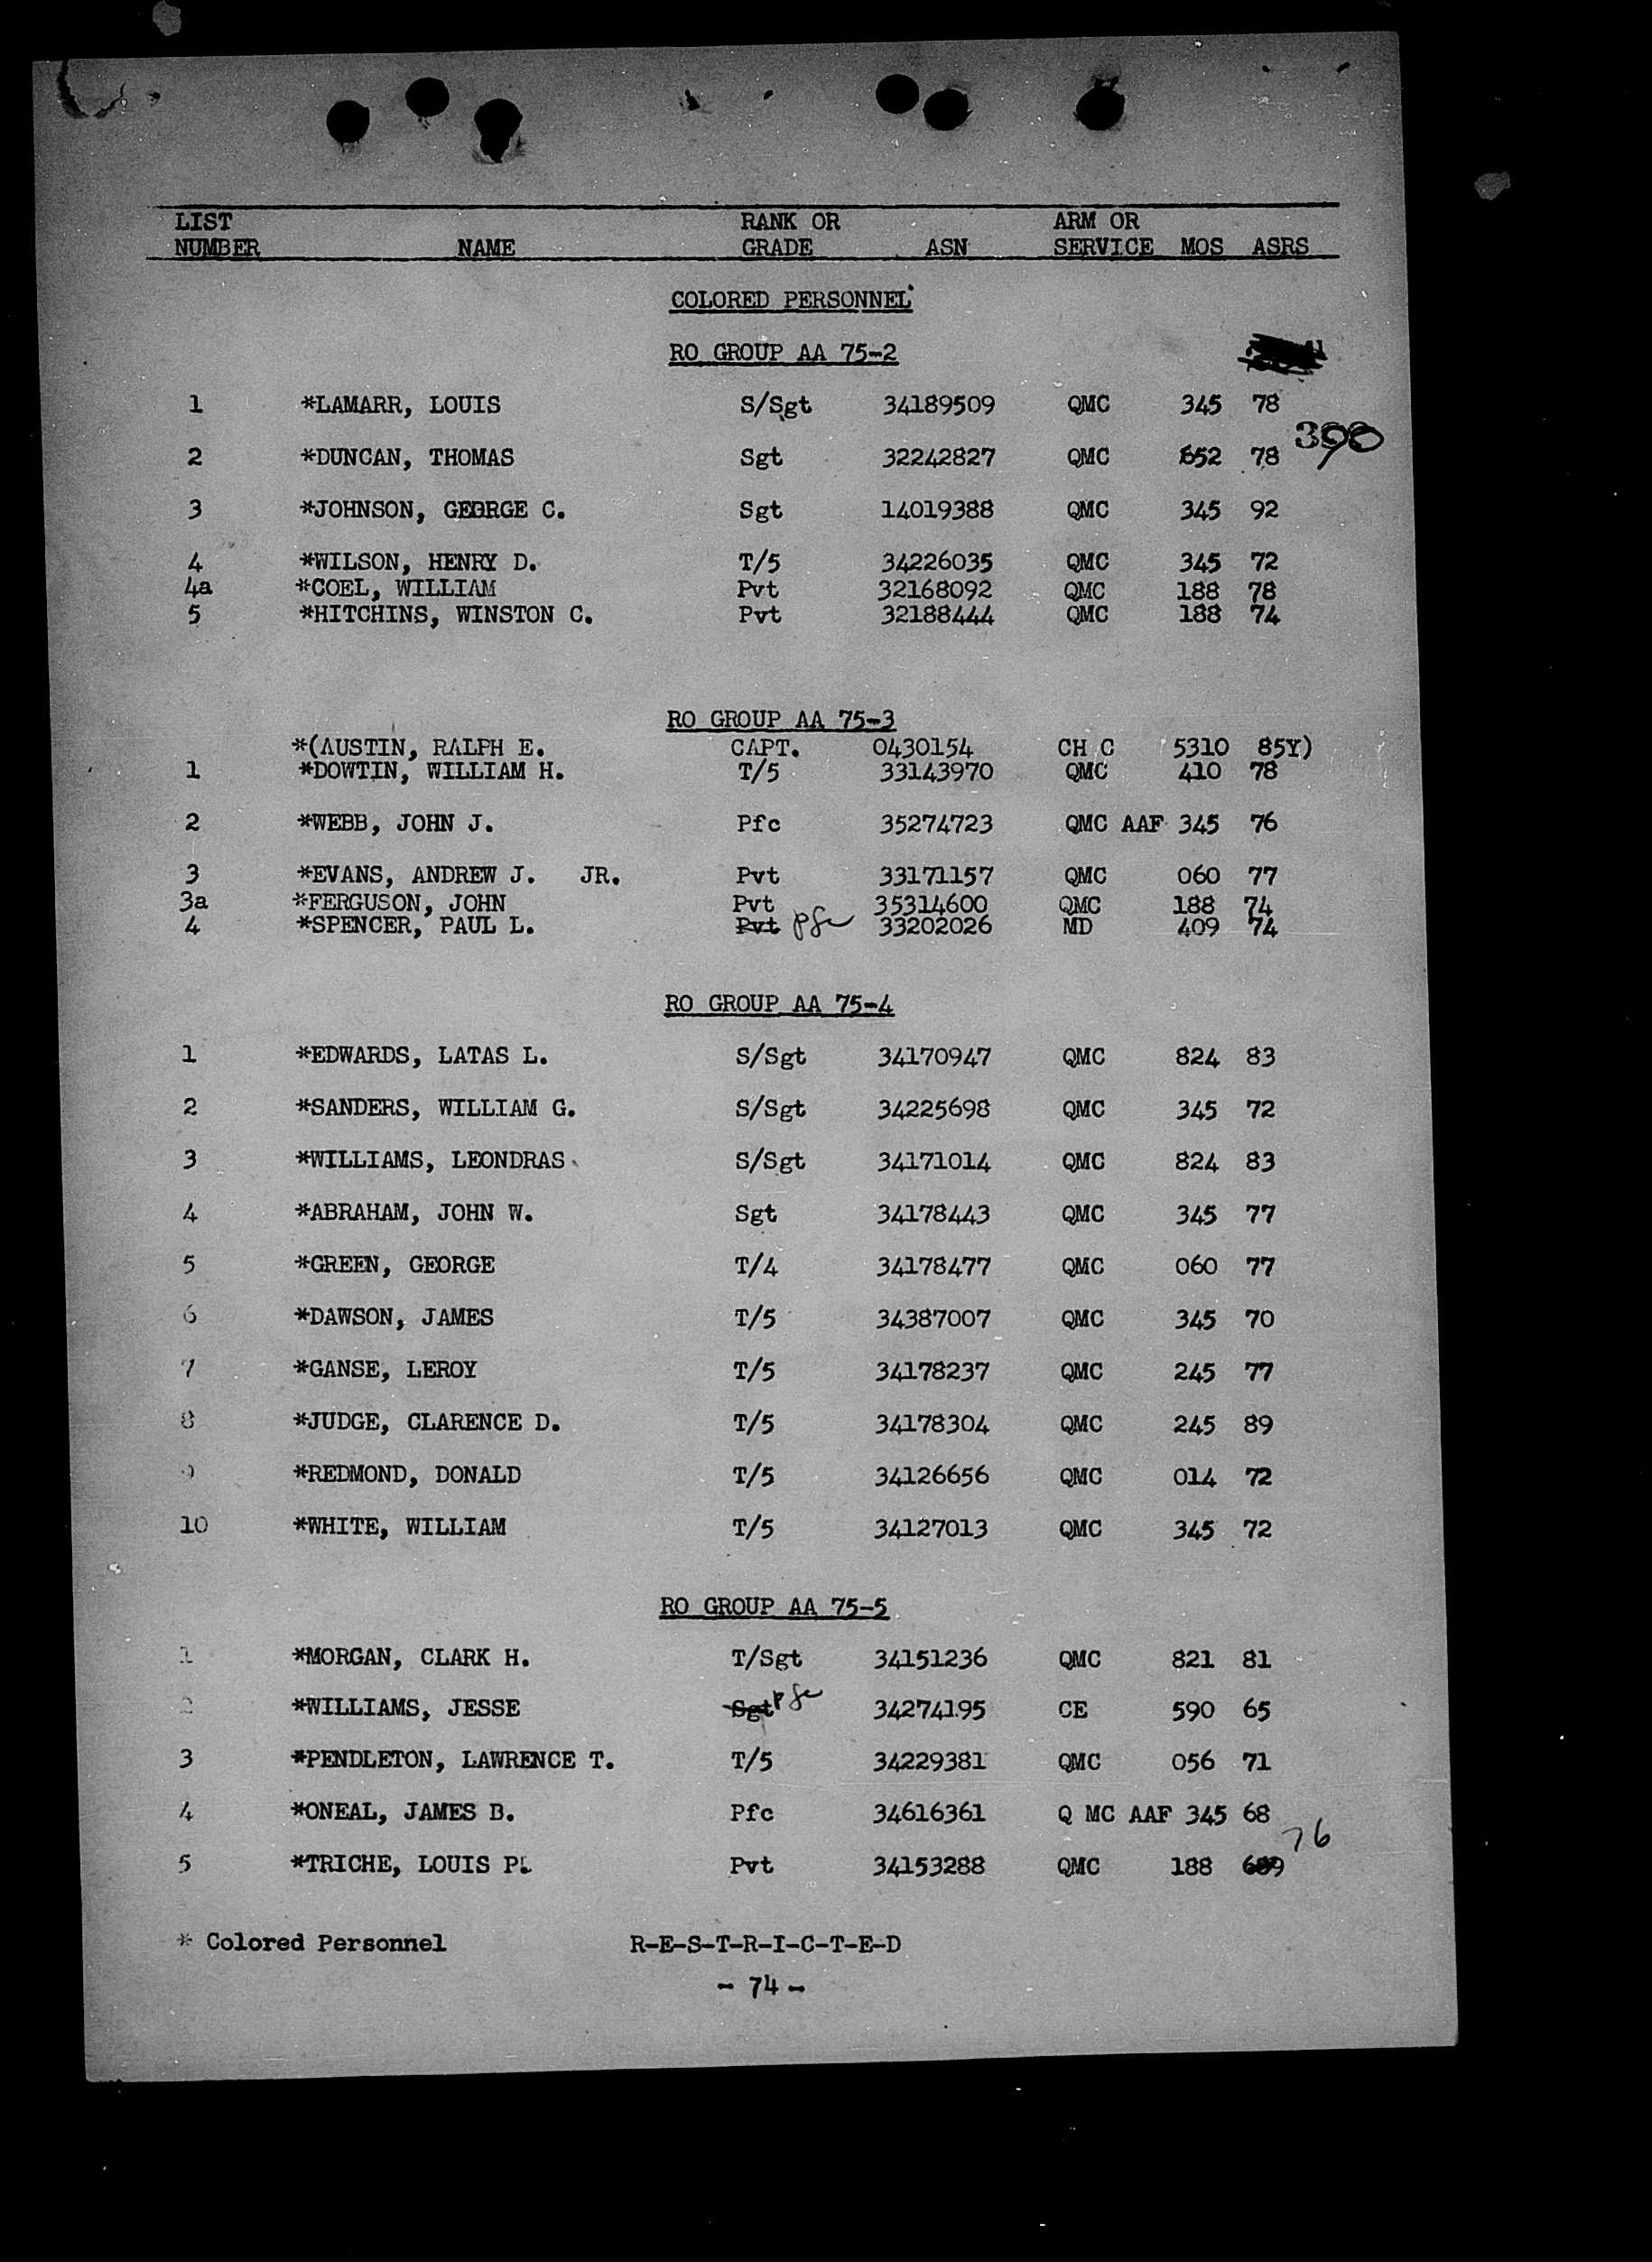 LIST RANK OR ARM OR
NUMBER NAME GRADE ASN SERVICE MOS ASRS
COLORED PERSONNEL
RO GROUP AA 75-2
1 *LAMARR, LOUIS S/Sgt 34189509 QMC 345 78
390
2 *DUNCAN, THOMAS Sgt 32242827 QMC 652 78
3 *JOHNSON, GEORGE C. Sgt 14019388 QMC 345 92
4 *WILSON, HENRY D. T/5 34226035 QMC 345 72
4a *COEL, WILLIAM Pvt 32168092 QMC 188 78
5 *HITCHINS, WINSTON C. Pvt 32188444 QMC 188 74
RO GROUP AA 75-3
*(AUSTIN, RALPH E. CAPT. 0430154 CH C 5310 85Y)
1 *DOWTIN, WILLIAM H. T/5 33143970 QMC 410 78
2 *WEBB, JOHN J. Pfc 35274723 QMC AAF 345 76
3 *EVANS, ANDREW J. JR. Pvt 33171157 QMC 060 77
3a *FERGUSON, JOHN Pvt 35314600 QMC 188 74
4 *SPENCER, PAUL L. Pvt pfc 33202026 MD 409 74
RO GROUP AA 75-4
1 *EDWARDS, LATAS L. S/Sgt 34170947 QMC 824 83
2 *SANDERS, WILLIAM G. S/Sgt 34225698 QMC 345 72
3 *WILLIAMS, LEONDRAS S/Sgt 34171014 QMC 824 83
4 *ABRAHAM, JOHN W. Sgt 34178443 QMC 345 77
5 *GREEN, GEORGE T/4 34178477 QMC 060 77
6 *DAWSON, JAMES T/5 34387007 QMC 345 70
7 *GANSE, LEROY T/5 34178237 QMC 245 77
8 *JUDGE, CLARENCE D. T/5 34178304 QMC 245 89
9 *REDMOND, DONALD T/5 34126656 QMC 014 72
10 *WHITE, WILLIAM T/5 34127013 QMC 345 72
RO GROUP AA 75-5
1 *MORGAN, CLARK H. T/Sgt 34151236 QMC 821 81
2 *WILLIAMS, JESSE Sgt pfc 34274195 CE 590 65
3 *PENDLETON, LAWRENCE T. T/5 34229381 QMC 056 71
4 *ONEAL, JAMES B. Pfc 34616361 Q MC AAF 345 68
76
5 *TRICHE, LOUIS P. Pvt 34153288 QMC 188
* Colored Personnel R-E-S-T-R-I-C-T-E-D
- 74 -